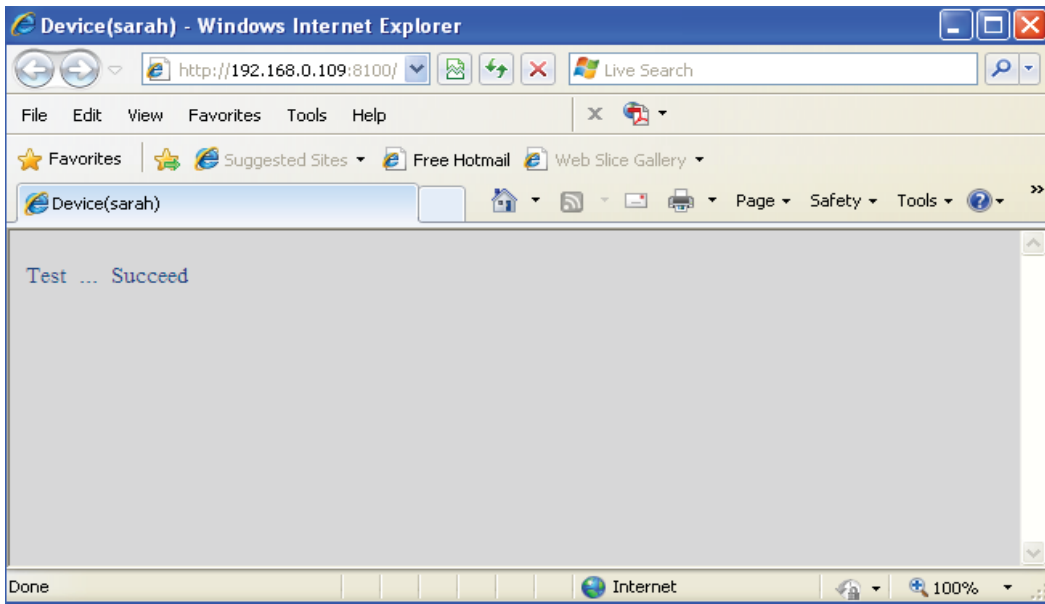 Device(sarah) - Windows Internet Explorer
http://192.168.0.109:8100/ Live Search
File Edit View Favorites Tools Help
Favorites Suggested Sites Free Hotmail Web Slice Gallery
Device(sarah) Page Safety Tools »
Test ... Succeed
Done Internet 100%